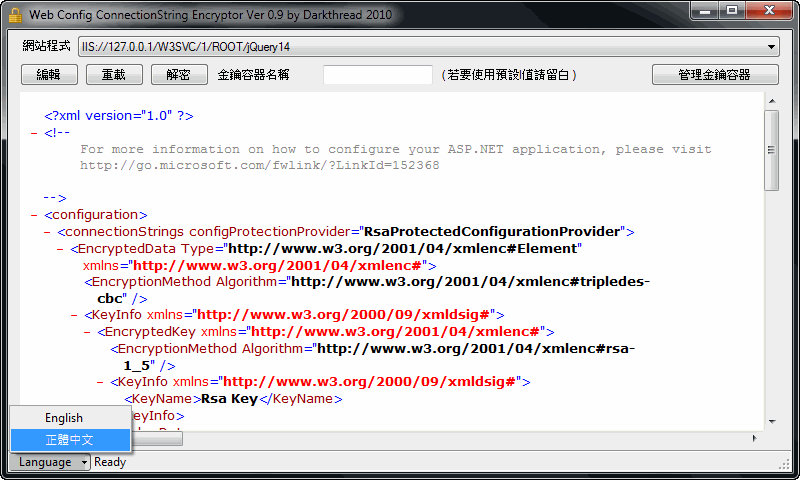 Web Config ConnectionString Encryptor Ver 0.9 by Darkthread 2010
網站程式 IIS://127.0.0.1/W3SVC/1/ROOT/jQuery14
編輯 重載 解密 金鑰容器名稱 (若要使用預設值請留白) 管理金鑰容器
<?xml version="1.0" ?>
- <!--
For more information on how to configure your ASP.NET application, please visit
http://go.microsoft.com/fwlink/?LinkId=152368
-->
- <configuration>
- <connectionStrings configProtectionProvider="RsaProtectedConfigurationProvider">
- <EncryptedData Type="http://www.w3.org/2001/04/xmlenc#Element"
xmlns="http://www.w3.org/2001/04/xmlenc#">
<EncryptionMethod Algorithm="http://www.w3.org/2001/04/xmlenc#tripledes-
cbc" />
- <KeyInfo xmlns="http://www.w3.org/2000/09/xmldsig#">
- <EncryptedKey xmlns="http://www.w3.org/2001/04/xmlenc#">
<EncryptionMethod Algorithm="http://www.w3.org/2001/04/xmlenc#rsa-
1_5" />
- <KeyInfo xmlns="http://www.w3.org/2000/09/xmldsig#">
<KeyName>Rsa Key</KeyName>
eyInfo>
English
正體中文
Language Ready